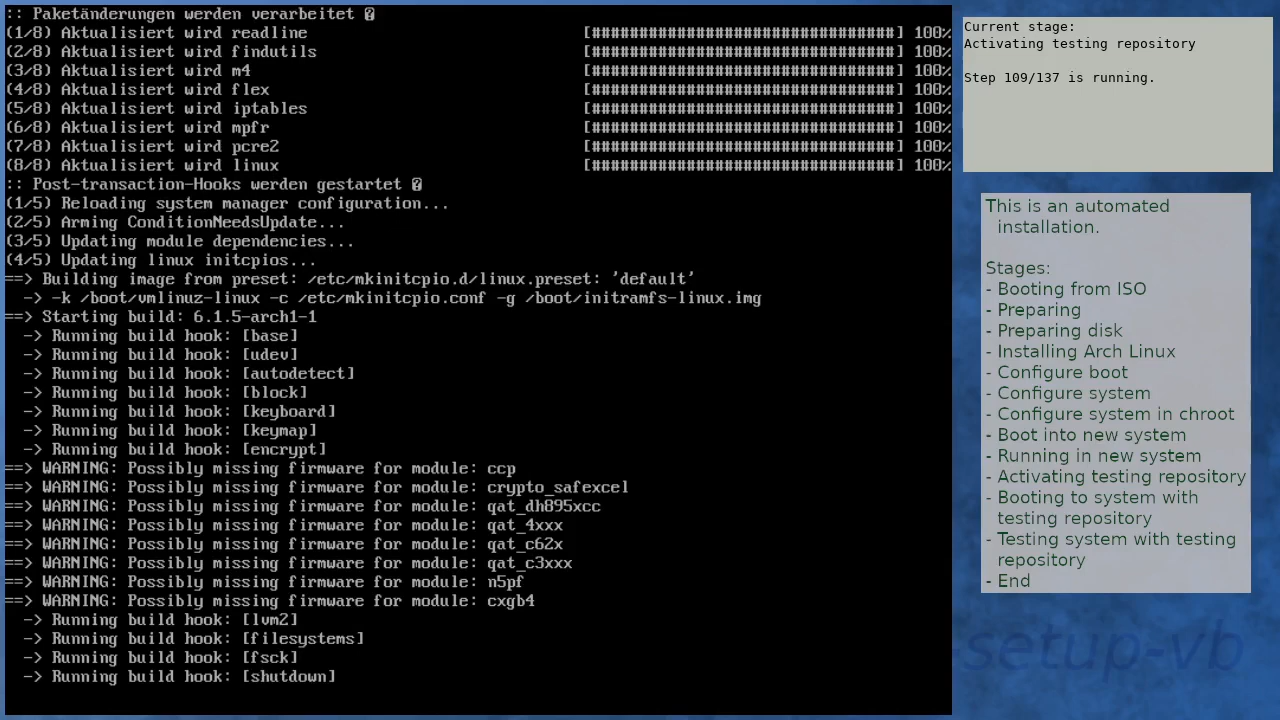 :: Paketänderungen werden verarbeitet �
(1/8) Aktualisiert wird readline [################################] 100%
(2/8) Aktualisiert wird findutils [################################] 100%
(3/8) Aktualisiert wird m4 [################################] 100%
(4/8) Aktualisiert wird flex [################################] 100%
(5/8) Aktualisiert wird iptables [################################] 100%
(6/8) Aktualisiert wird mpfr [################################] 100%
(7/8) Aktualisiert wird pcre2 [################################] 100%
(8/8) Aktualisiert wird linux [################################] 100%
:: Post-transaction-Hooks werden gestartet �
(1/5) Reloading system manager configuration...
(2/5) Arming ConditionNeedsUpdate...
(3/5) Updating module dependencies...
(4/5) Updating linux initcpios...
==> Building image from preset: /etc/mkinitcpio.d/linux.preset: 'default'
-> -k /boot/vmlinuz-linux -c /etc/mkinitcpio.conf -g /boot/initramfs-linux.img
==> Starting build: 6.1.5-arch1-1
-> Running build hook: [base]
-> Running build hook: [udev]
-> Running build hook: [autodetect]
-> Running build hook: [block]
-> Running build hook: [keyboard]
-> Running build hook: [keymap]
-> Running build hook: [encrypt]
==> WARNING: Possibly missing firmware for module: ccp
==> WARNING: Possibly missing firmware for module: crypto_safexcel
==> WARNING: Possibly missing firmware for module: qat_dh895xcc
==> WARNING: Possibly missing firmware for module: qat_4xxx
==> WARNING: Possibly missing firmware for module: qat_c62x
==> WARNING: Possibly missing firmware for module: qat_c3xxx
==> WARNING: Possibly missing firmware for module: n5pf
==> WARNING: Possibly missing firmware for module: cxgb4
-> Running build hook: [lvm2]
-> Running build hook: [filesystems]
-> Running build hook: [fsck]
-> Running build hook: [shutdown]
Current stage:
Activating testing repository
Step 109/137 is running.
This is an automated
installation.
Stages:
- Booting from ISO
- Preparing
- Preparing disk
- Installing Arch Linux
- Configure boot
- Configure system
- Configure system in chroot
- Boot into new system
- Running in new system
- Activating testing repository
- Booting to system with
testing repository
- Testing system with testing
repository
- End
-setup-vb